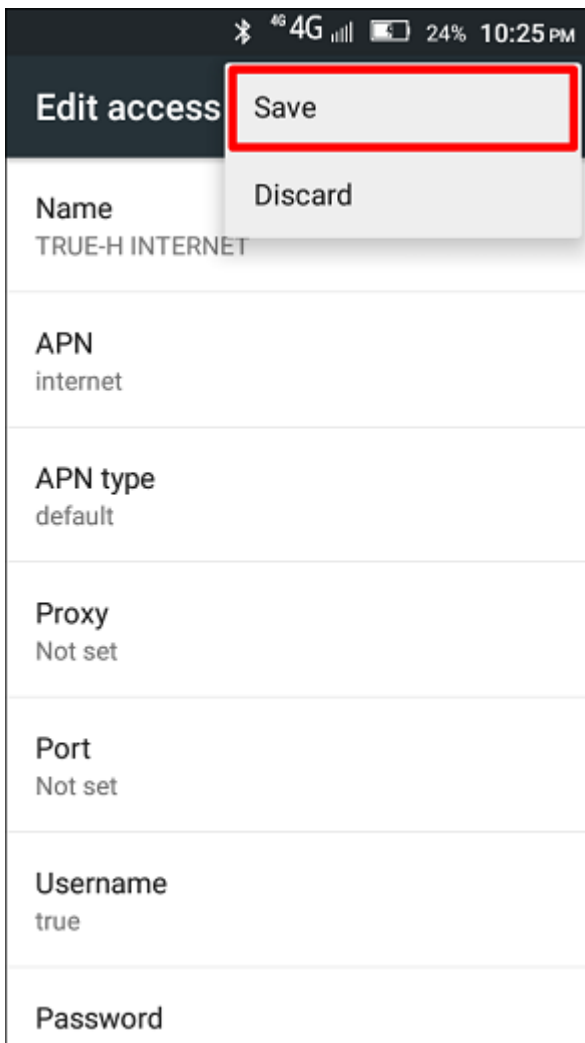 4G 4G 24% 10:25 PM
Edit access
Save
Discard
Name
TRUE-H INTERNET
APN
internet
APN type
default
Proxy
Not set
Port
Not set
Username
true
Password